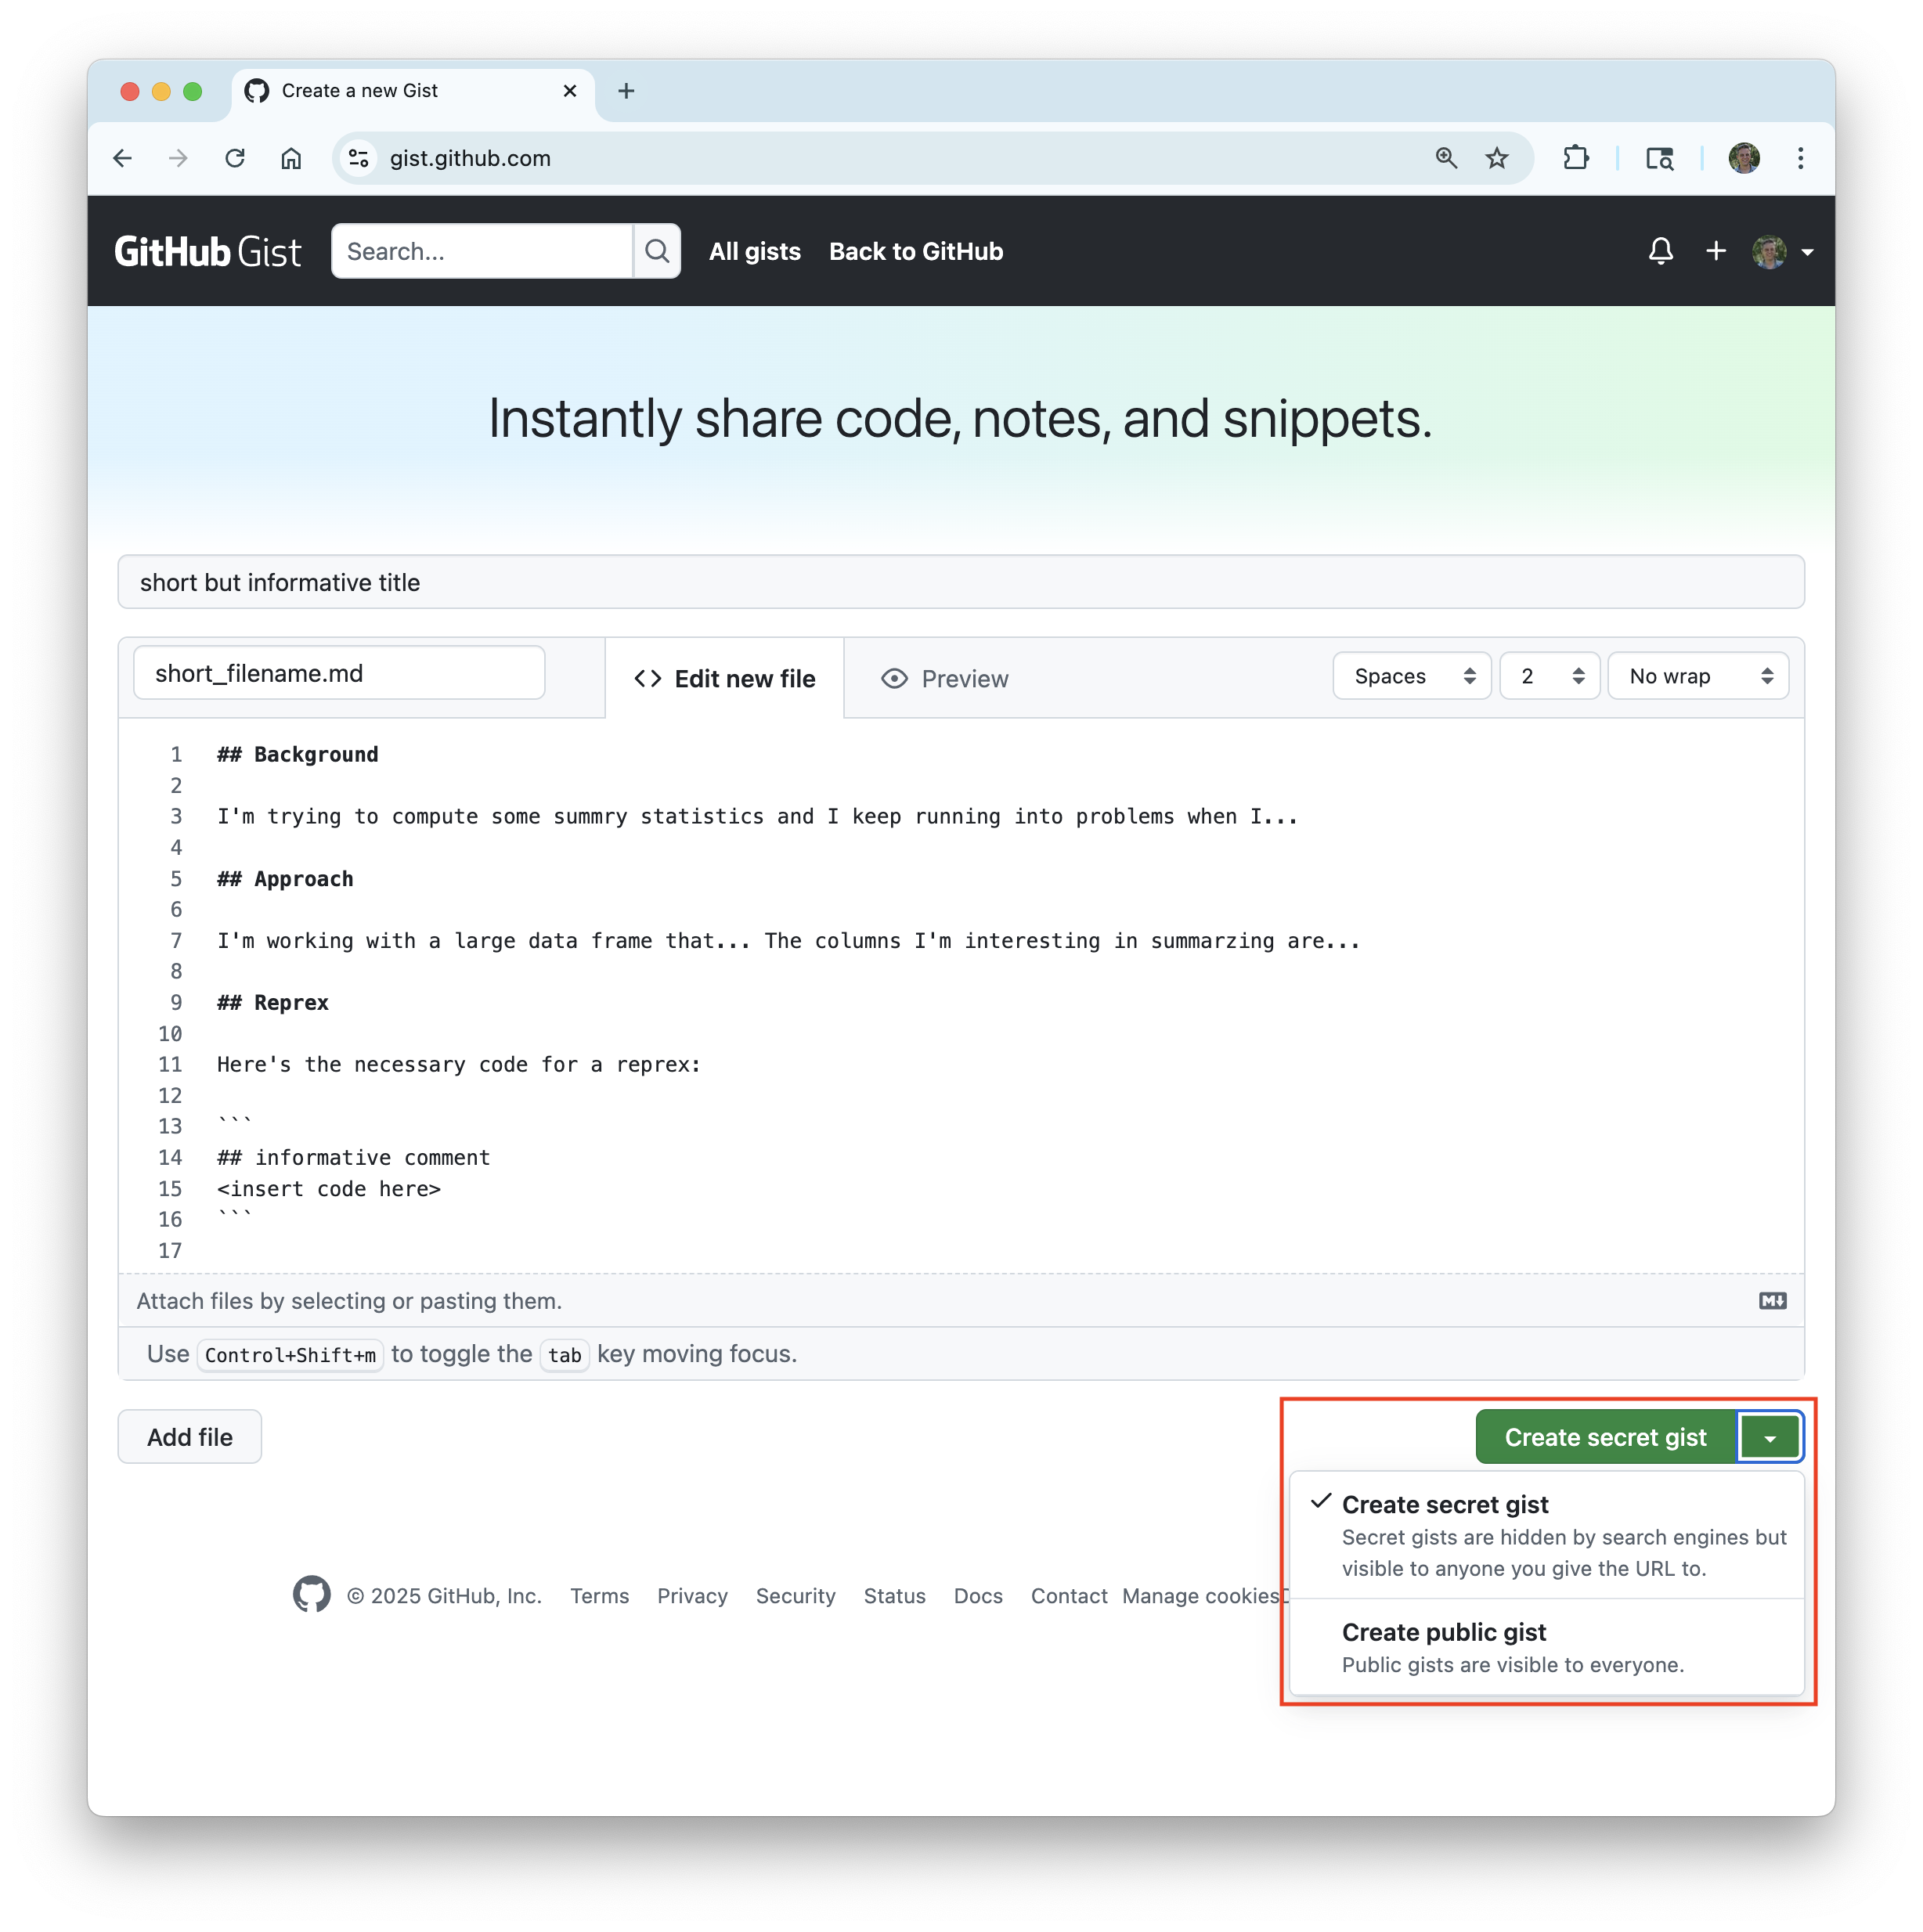 Create a new Gist
gist.github.com
GitHub Gist
Search...
All gists
Back to GitHub
Instantly share code, notes, and snippets.
short but informative title
short_filename.md
Edit new file
Preview
Spaces
2
No wrap
1 ## Background
2
3 I'm trying to compute some summry statistics and I keep running into problems when I...
4
5 ## Approach
6
7 I'm working with a large data frame that... The columns I'm interesting in summarzing are...
8
9 ## Reprex
10
11 Here's the necessary code for a reprex:
12
13 ```
14 ## informative comment
15 <insert code here>
16 ```
17
Attach files by selecting or pasting them.
Use Control+Shift+m to toggle the tab key moving focus.
Add file
Create secret gist
Create secret gist
Secret gists are hidden by search engines but
visible to anyone you give the URL to.
Create public gist
Public gists are visible to everyone.
© 2025 GitHub, Inc.
Terms
Privacy
Security
Status
Docs
Contact
Manage cookies